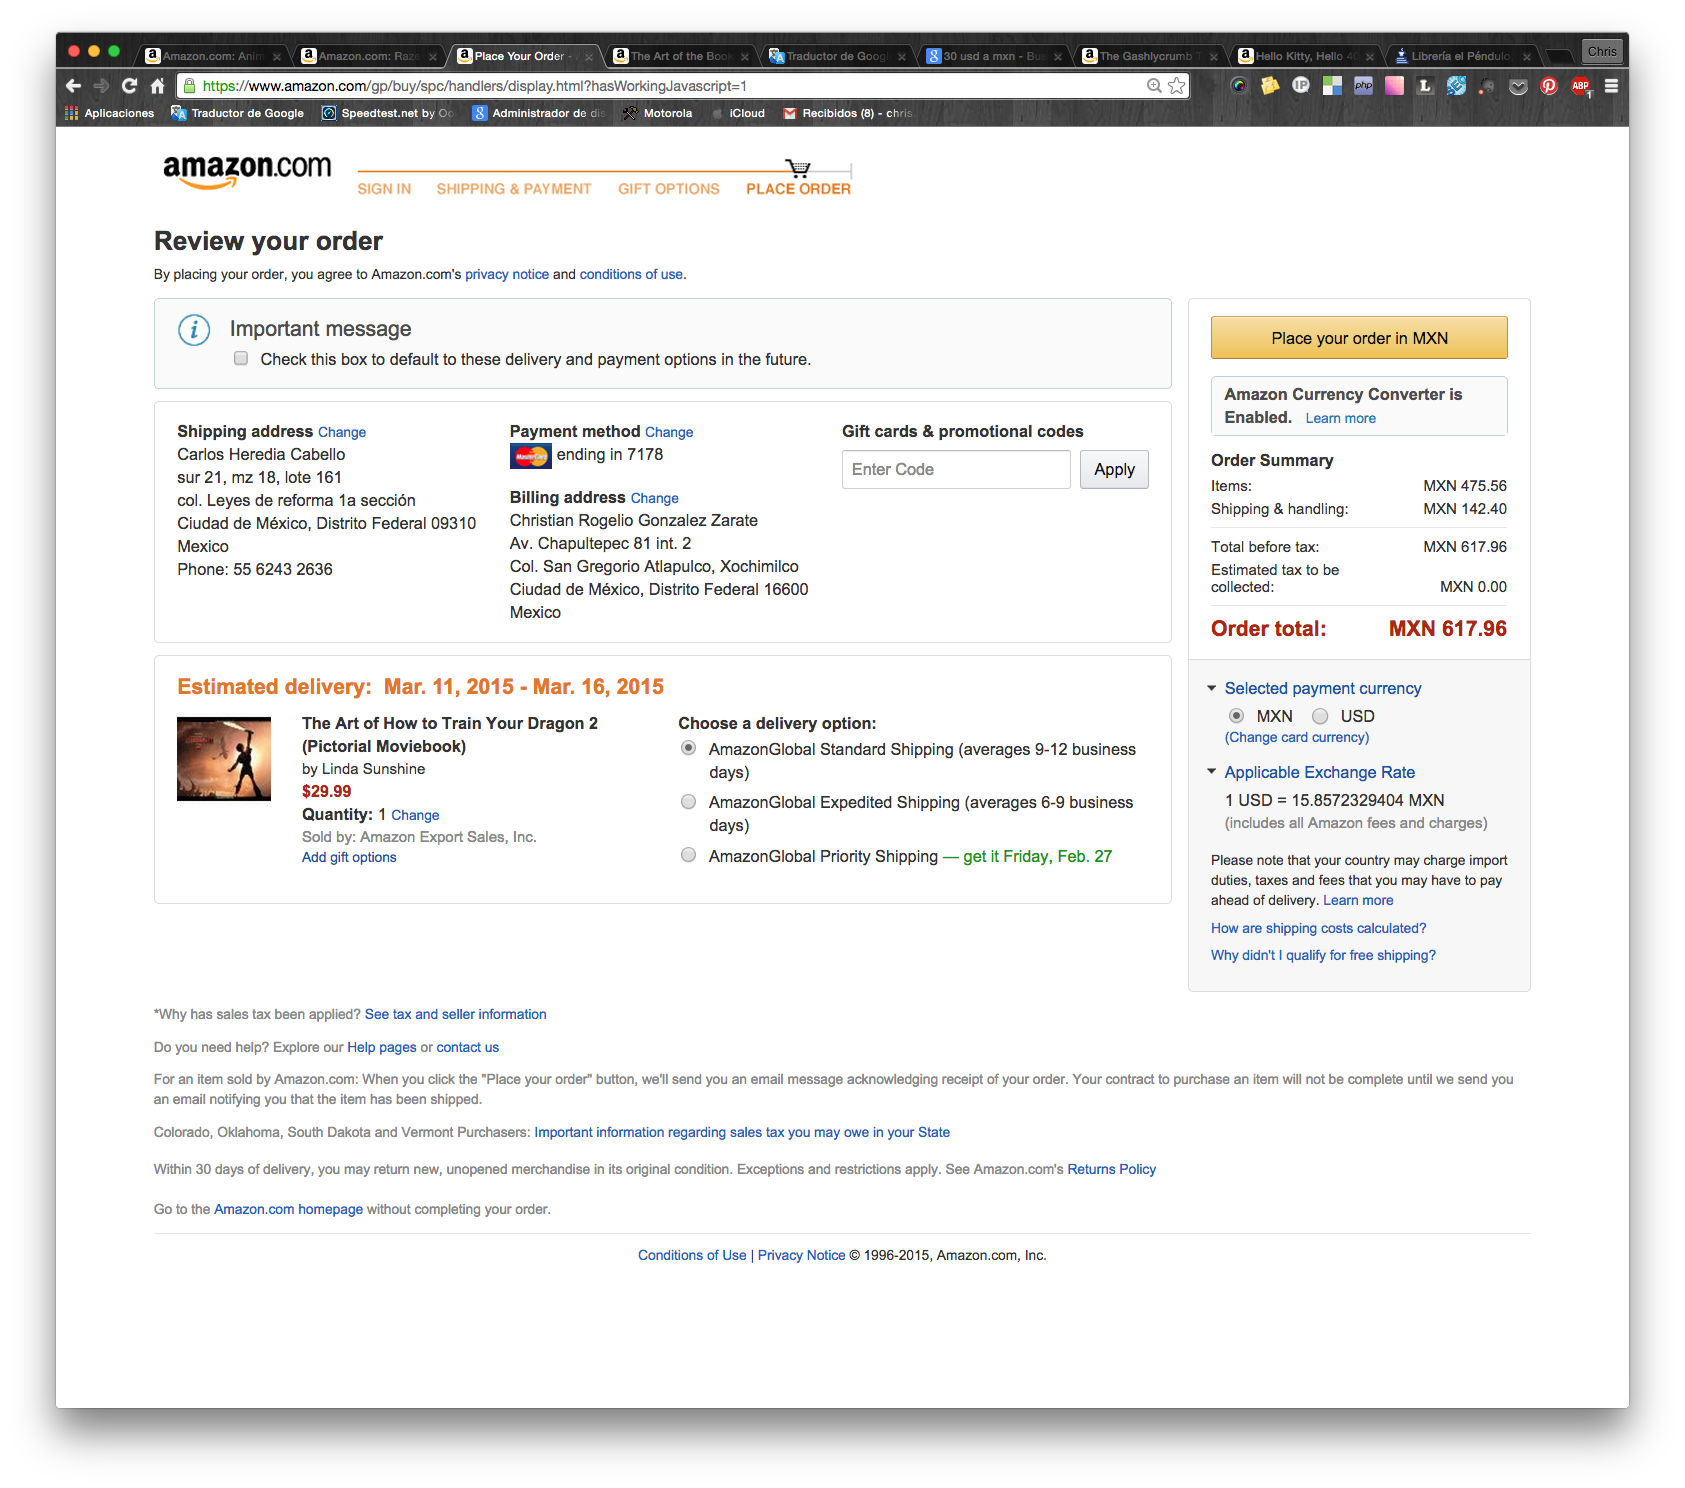 Amazon.com: Anim
Amazon.com: Raze
Place Your Order -
The Art of the Book
Traductor de Googl
30 usd a mxn - Bus
The Gashlycrumb T
Hello Kitty, Hello 40
Librería el Péndulo,
Chris
https://www.amazon.com/gp/buy/spc/handlers/display.html?hasWorkingJavascript=1
Aplicaciones
Traductor de Google
Speedtest.net by Oo
Administrador de dis
Motorola
iCloud
Recibidos (8) - chris
amazon.com
SIGN IN SHIPPING & PAYMENT GIFT OPTIONS PLACE ORDER
Review your order
By placing your order, you agree to Amazon.com's privacy notice and conditions of use.
Important message
Check this box to default to these delivery and payment options in the future.
Shipping address Change
Carlos Heredia Cabello
sur 21, mz 18, lote 161
col. Leyes de reforma 1a sección
Ciudad de México, Distrito Federal 09310
Mexico
Phone: 55 6243 2636
Payment method Change
MasterCard ending in 7178
Billing address Change
Christian Rogelio Gonzalez Zarate
Av. Chapultepec 81 int. 2
Col. San Gregorio Atlapulco, Xochimilco
Ciudad de México, Distrito Federal 16600
Mexico
Gift cards & promotional codes
Enter Code
Apply
Estimated delivery: Mar. 11, 2015 - Mar. 16, 2015
The Art of How to Train Your Dragon 2
(Pictorial Moviebook)
by Linda Sunshine
$29.99
Quantity: 1 Change
Sold by: Amazon Export Sales, Inc.
Add gift options
Choose a delivery option:
AmazonGlobal Standard Shipping (averages 9-12 business
days)
AmazonGlobal Expedited Shipping (averages 6-9 business
days)
AmazonGlobal Priority Shipping — get it Friday, Feb. 27
Place your order in MXN
Amazon Currency Converter is
Enabled. Learn more
Order Summary
Items: MXN 475.56
Shipping & handling: MXN 142.40
Total before tax: MXN 617.96
Estimated tax to be
collected: MXN 0.00
Order total: MXN 617.96
Selected payment currency
MXN USD
(Change card currency)
Applicable Exchange Rate
1 USD = 15.8572329404 MXN
(includes all Amazon fees and charges)
Please note that your country may charge import
duties, taxes and fees that you may have to pay
ahead of delivery. Learn more
How are shipping costs calculated?
Why didn't I qualify for free shipping?
*Why has sales tax been applied? See tax and seller information
Do you need help? Explore our Help pages or contact us
For an item sold by Amazon.com: When you click the "Place your order" button, we'll send you an email message acknowledging receipt of your order. Your contract to purchase an item will not be complete until we send you
an email notifying you that the item has been shipped.
Colorado, Oklahoma, South Dakota and Vermont Purchasers: Important information regarding sales tax you may owe in your State
Within 30 days of delivery, you may return new, unopened merchandise in its original condition. Exceptions and restrictions apply. See Amazon.com's Returns Policy
Go to the Amazon.com homepage without completing your order.
Conditions of Use | Privacy Notice © 1996-2015, Amazon.com, Inc.